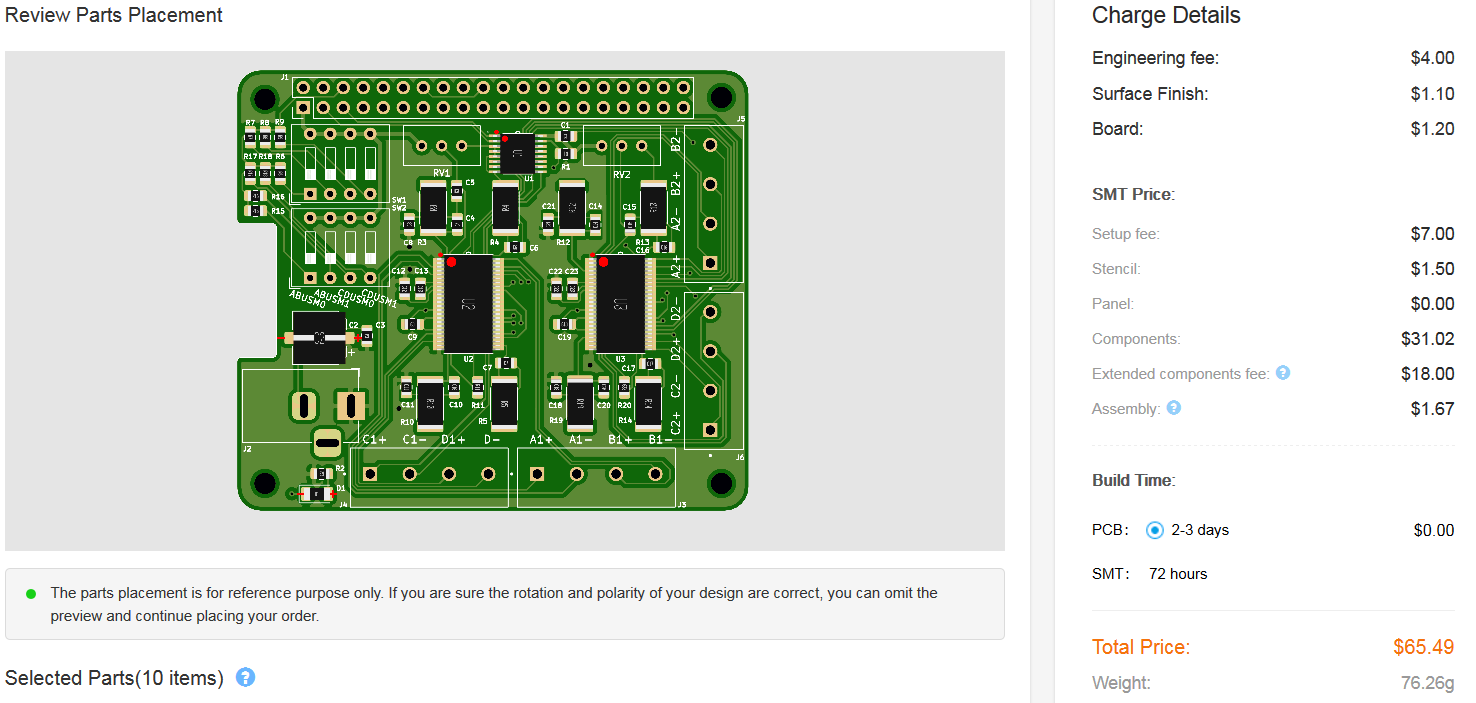 Review Parts Placement
J1
R7 R8 R9
R17 R18 R6
R16
R15
SW1
SW2
RV1
U1
C1
R1
RV2
J5
B2-
B2+
A2-
A2+
C5
C4
C8 R3
R4
C6
C21
C14
R12
C15
R13
C16
ABUSM0
ABUSM1
CDUSM0
CDUSM1
C12 C13
C9
U2
C22 C23
C19
U3
C2
C3
+
D2-
D2+
C2-
C2+
C7
C17
C11
R10
C10
R11
R5
C18
R19
C20
R20
R14
J2
C1+ C1- D1+ D- A1+ A1- B1+ B1-
R2
D1
J4
J3
J6
The parts placement is for reference purpose only. If you are sure the rotation and polarity of your design are correct, you can omit the
preview and continue placing your order.
Selected Parts(10 items) ?
Charge Details
Engineering fee: $4.00
Surface Finish: $1.10
Board: $1.20
SMT Price:
Setup fee: $7.00
Stencil: $1.50
Panel: $0.00
Components: $31.02
Extended components fee: ? $18.00
Assembly: ? $1.67
Build Time:
PCB: 2-3 days $0.00
SMT: 72 hours
Total Price: $65.49
Weight: 76.26g